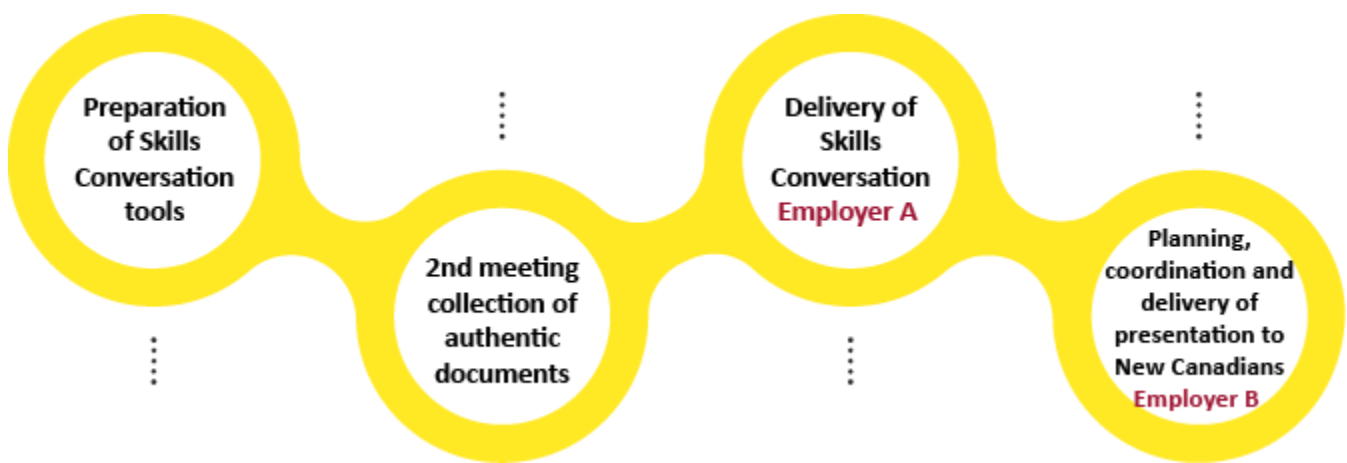 Preparation
of Skills
Conversation
tools
2nd meeting
collection of
authentic
documents
Delivery of
Skills
Conversation
Employer A
Planning,
coordination and
delivery of
presentation to
New Canadians
Employer B